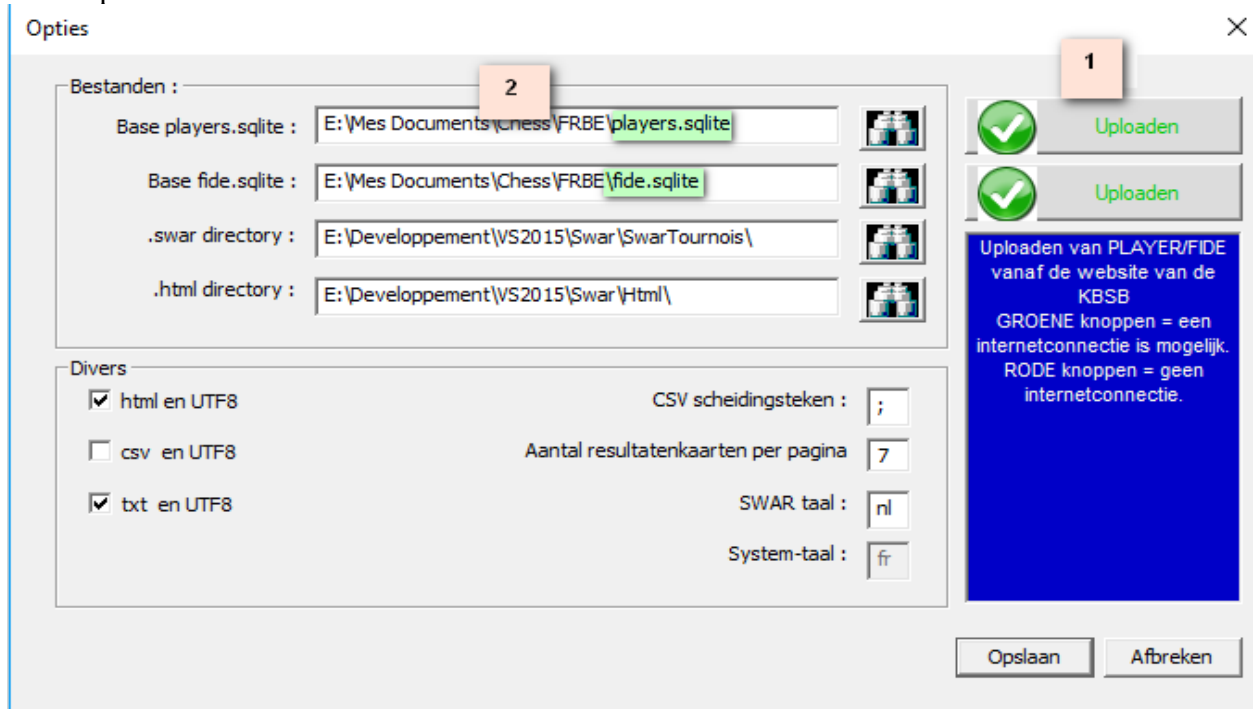 Opties
1
Bestanden :
2
Base players.sqlite : E:\Mes Documents\Chess\FRBE\players.sqlite
Uploaden
Base fide.sqlite : E:\Mes Documents\Chess\FRBE\fide.sqlite
Uploaden
.swar directory : E:\Developpement\VS2015\Swar\SwarTournois\
.html directory : E:\Developpement\VS2015\Swar\Html\
Uploaden van PLAYER/FIDE
vanaf de website van de
KBSB
GROENE knoppen = een
internetconnectie is mogelijk.
RODE knoppen = geen
internetconnectie.
Divers
html en UTF8
CSV scheidingsteken : ;
csv en UTF8
Aantal resultatenkaarten per pagina 7
txt en UTF8
SWAR taal : nl
System-taal : fr
Opslaan
Afbreken